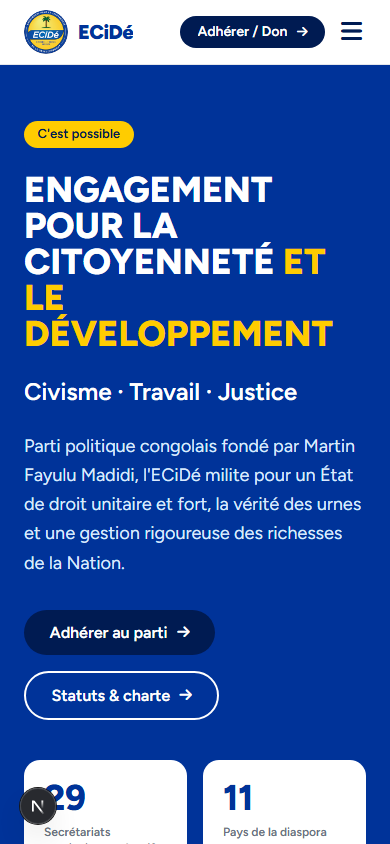 ECiDé
ECiDé
Adhérer / Don →
C'est possible
ENGAGEMENT
POUR LA
CITOYENNETÉ ET
LE
DÉVELOPPEMENT
Civisme · Travail · Justice
Parti politique congolais fondé par Martin
Fayulu Madidi, l'ECiDé milite pour un État
de droit unitaire et fort, la vérité des urnes
et une gestion rigoureuse des richesses
de la Nation.
Adhérer au parti →
Statuts & charte →
29
11
N
Secrétariats
Pays de la diaspora